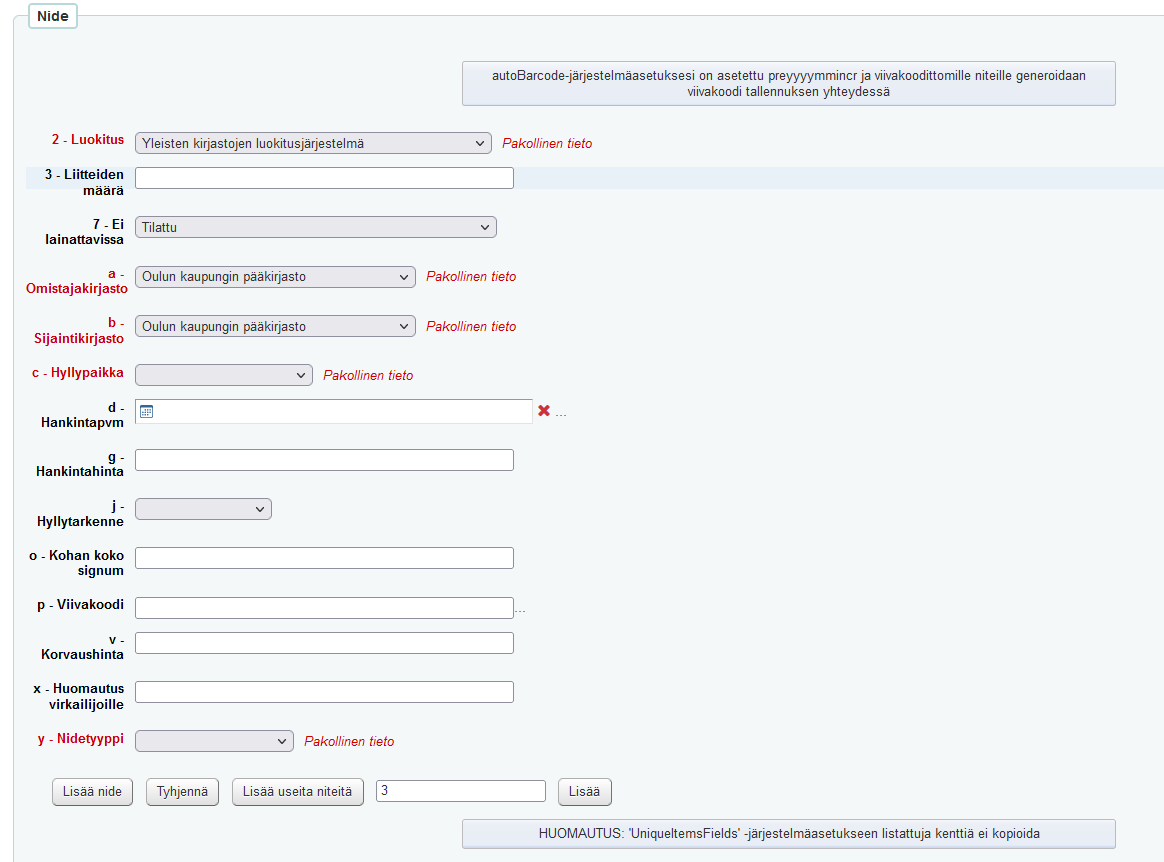 Nide
autoBarcode-järjestelmäasetuksesi on asetettu preyyyymmincr ja viivakoodittomille niteille generoidaan
viivakoodi tallennuksen yhteydessä
2 - Luokitus Yleisten kirjastojen luokitusjärjestelmä Pakollinen tieto
3 - Liitteiden
määrä
7 - Ei
lainattavissa Tilattu
a -
Omistajakirjasto Oulun kaupungin pääkirjasto Pakollinen tieto
b -
Sijaintikirjasto Oulun kaupungin pääkirjasto Pakollinen tieto
c - Hyllypaikka Pakollinen tieto
d -
Hankintapvm ...
g -
Hankintahinta
j -
Hyllytarkenne
o - Kohan koko
signum
p - Viivakoodi ...
v -
Korvaushinta
x - Huomautus
virkailijoille
y - Nidetyyppi Pakollinen tieto
Lisää nide Tyhjennä Lisää useita niteitä 3 Lisää
HUOMAUTUS: 'UniqueItemsFields' -järjestelmäasetukseen listattuja kenttiä ei kopioida